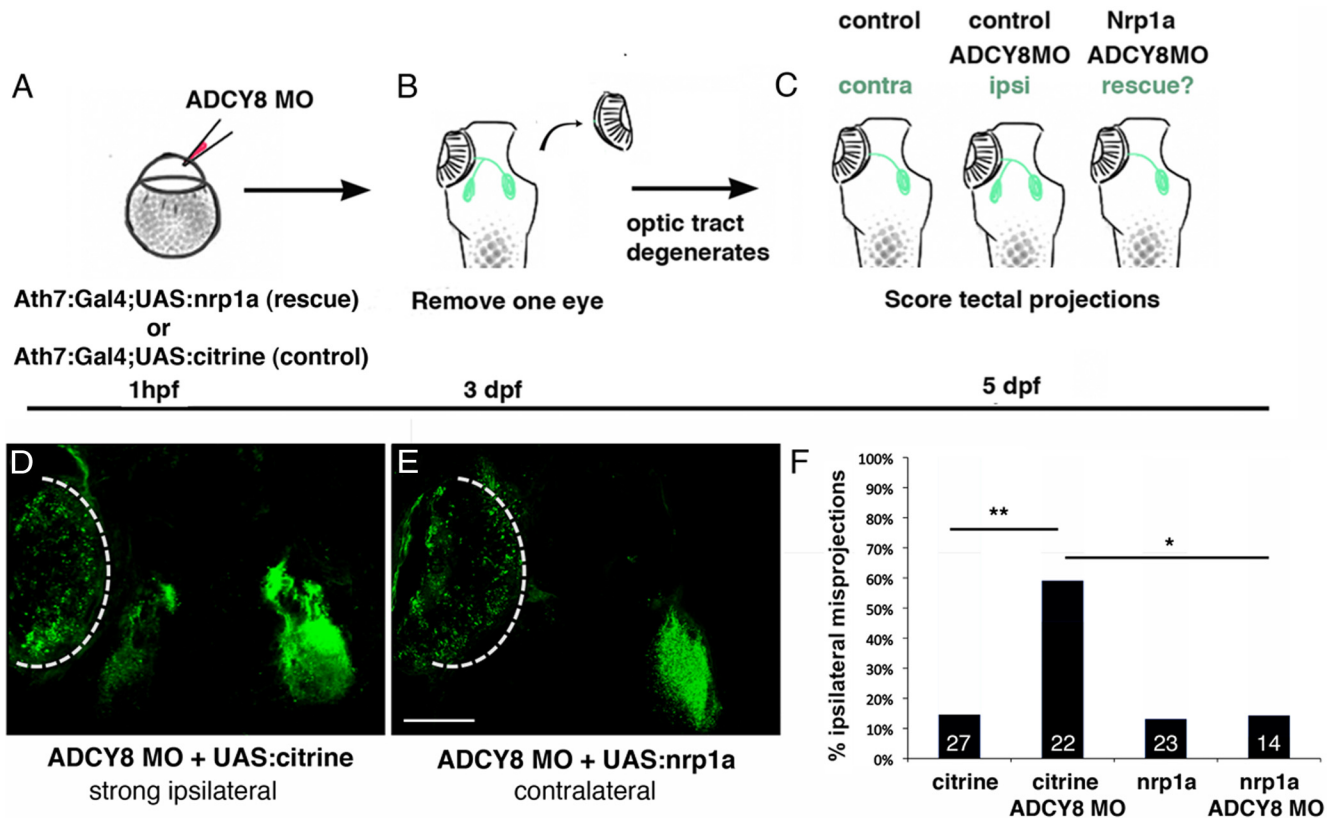 A
ADCY8 MO
Ath7:Gal4;UAS:nrp1a (rescue)
or
Ath7:Gal4;UAS:citrine (control)
B
Remove one eye
optic tract
degenerates
C
control
contra
control
ADCY8MO
ipsi
Nrp1a
ADCY8MO
rescue?
Score tectal projections
1hpf
3 dpf
5 dpf
D
ADCY8 MO + UAS:citrine
strong ipsilateral
E
ADCY8 MO + UAS:nrp1a
contralateral
F
% ipsilateral misprojections
100%
90%
80%
70%
60%
50%
40%
30%
20%
10%
0%
**
*
27
22
23
14
citrine
citrine
ADCY8 MO
nrp1a
nrp1a
ADCY8 MO